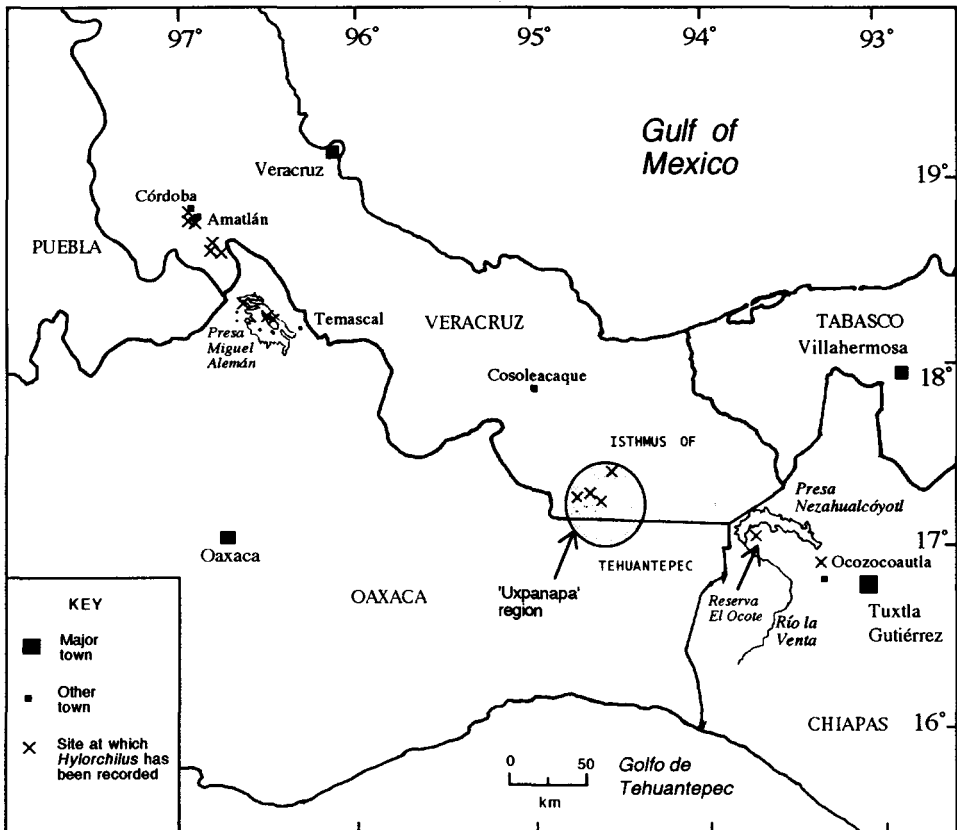 97°
96°
95°
94°
93°
Gulf of
Mexico
Veracruz
19°
Córdoba
Amatlán
PUEBLA
Temascal
VERACRUZ
TABASCO
Villahermosa
Presa
Miguel
Alemán
18°
Cosoleacaque
ISTHMUS OF
Presa
Nezahualcóyotl
17°
Oaxaca
TEHUANTEPEC
Ocozocoautla
'Uxpanapa'
region
OAXACA
Reserva
El Ocote
Río la
Venta
Tuxtla
Gutiérrez
KEY
Major
town
Other
town
Site at which
Hylorchilus has
been recorded
CHIAPAS
16°
0 50
km
Golfo de
Tehuantepec